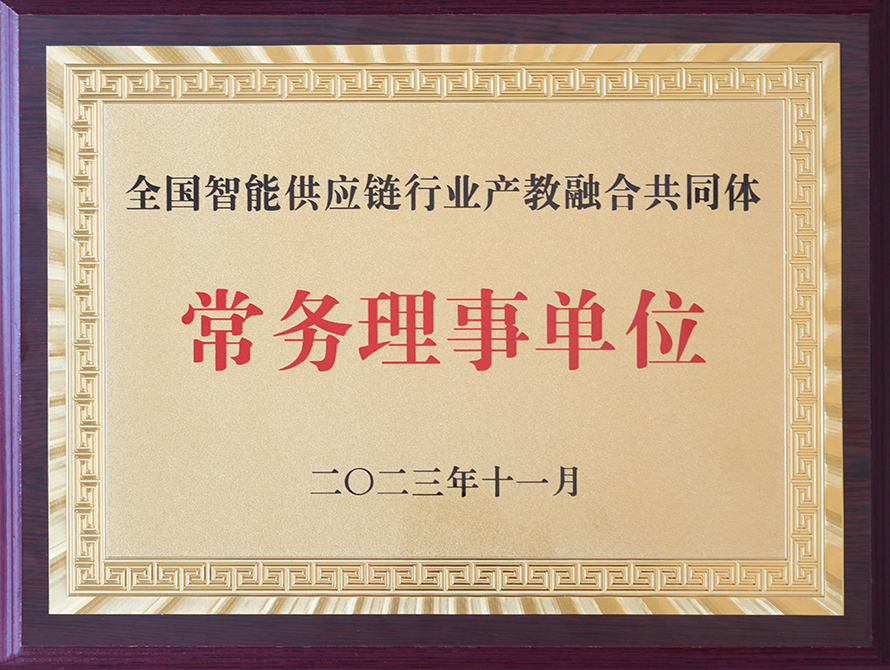 全国智能供应链行业产教融合共同体
常务理事单位
二〇二三年十一月